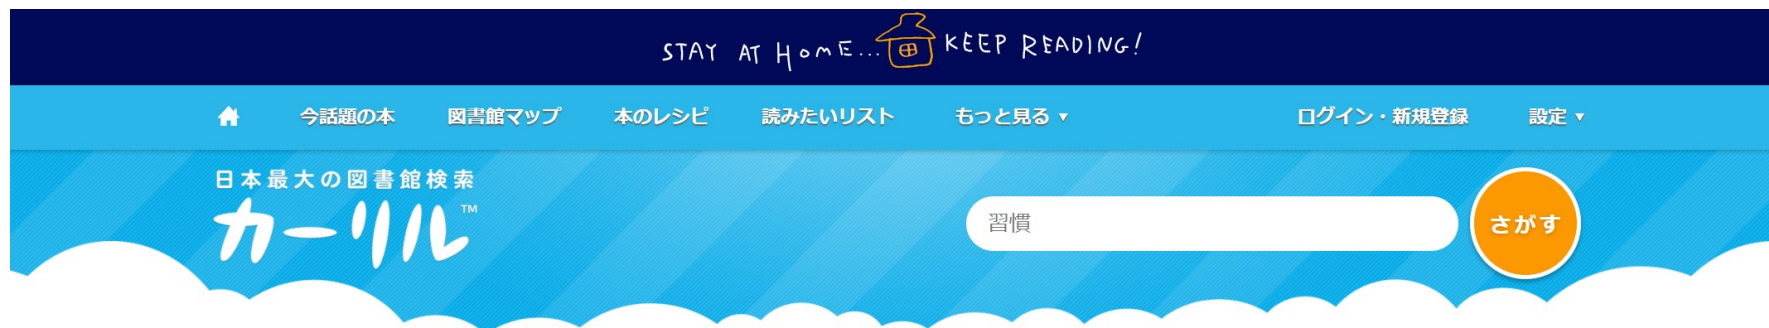 STAY AT HOME... KEEP READING!
今話題の本 図書館マップ 本のレシピ 読みたいリスト もっと見る ▼ ログイン・新規登録 設定 ▼
日本最大の図書館検索
カーリル™
習慣
さがす